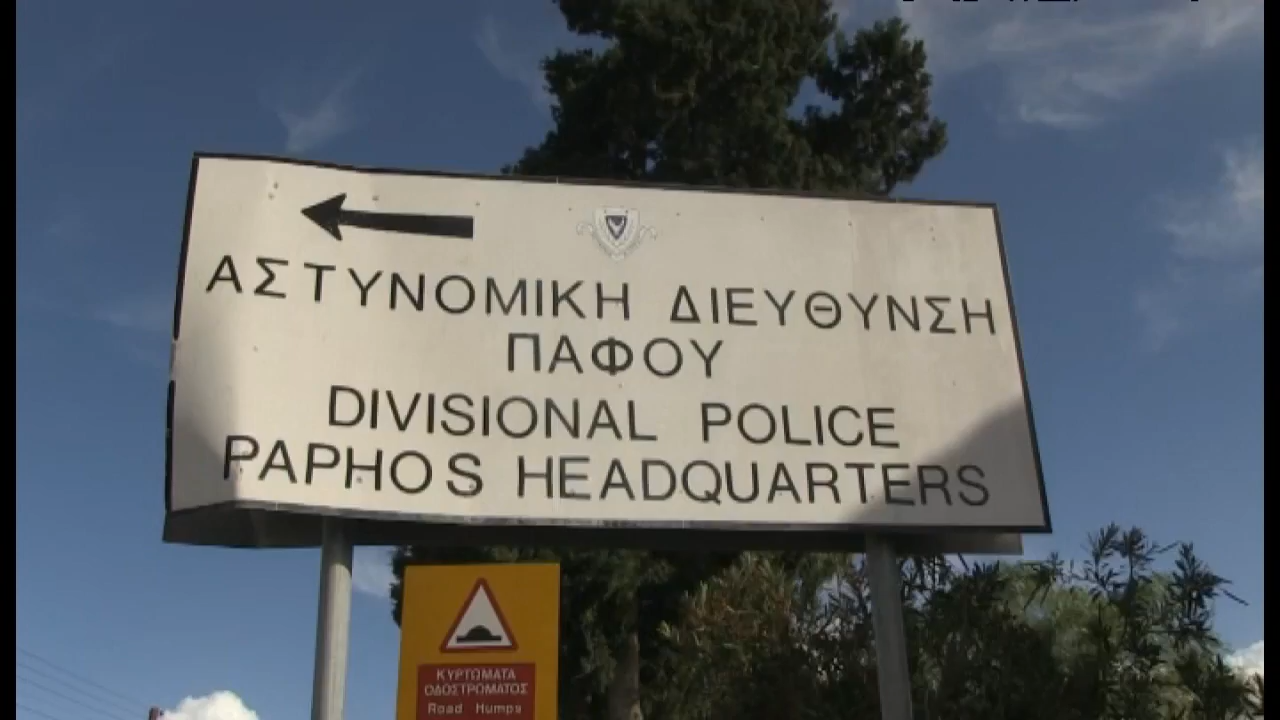 ΑΣΤΥΝΟΜΙΚΗ ΔΙΕΥΘΥΝΣΗ
ΠΑΦΟΥ
DIVISIONAL POLICE
PAPHOS HEADQUARTERS
ΚΥΡΤΩΜΑΤΑ
ΟΔΟΣΤΡΩΜΑΤΟΣ
Road Humps